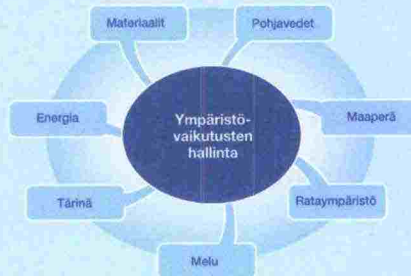 Materiaalit
Pohjavedet
Energia
Ympäristö-
vaikutusten
hallinta
Maaperä
Tärinä
Rataympäristö
Melu